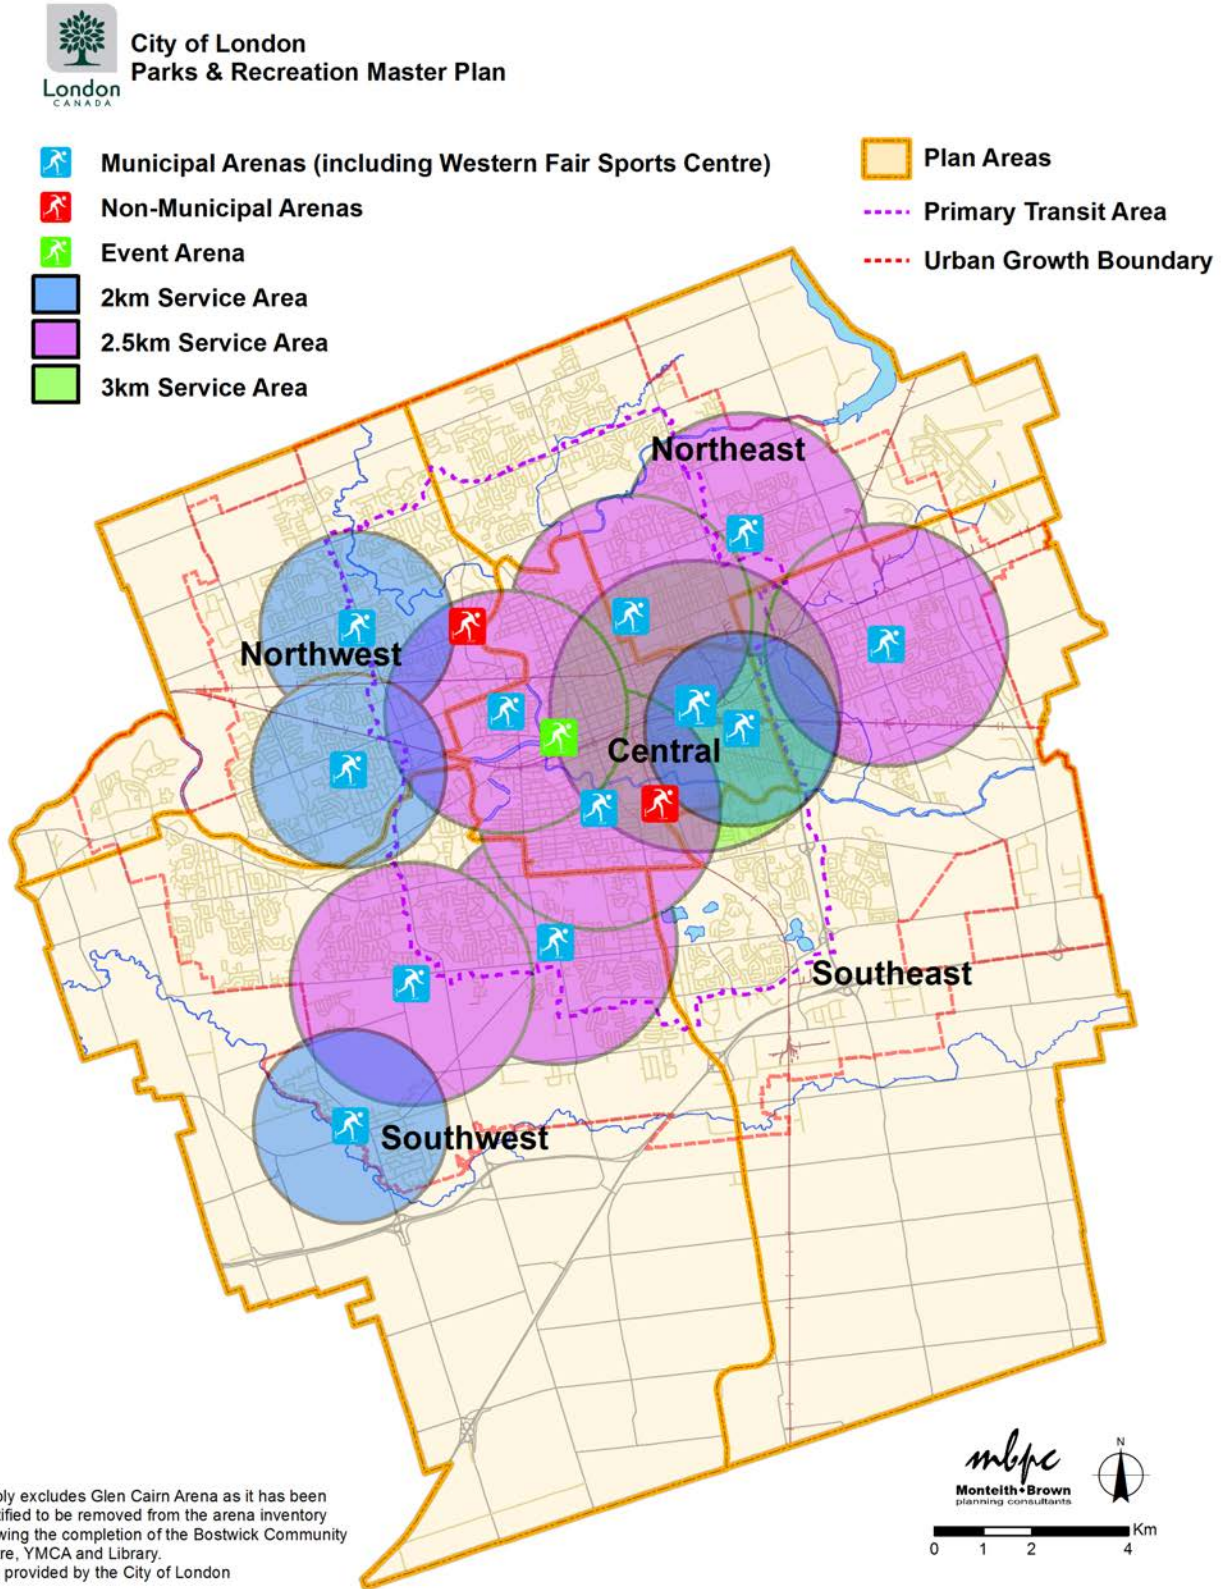 London
CANADA
City of London
Parks & Recreation Master Plan
Municipal Arenas (including Western Fair Sports Centre)
Non-Municipal Arenas
Event Arena
2km Service Area
2.5km Service Area
3km Service Area
Plan Areas
Primary Transit Area
Urban Growth Boundary
Northeast
Northwest
Central
Southeast
Southwest
excludes Glen Cairn Arena as it has been
to be removed from the arena inventory
the completion of the Bostwick Community
YMCA and Library.
provided by the City of London
mbpc
Monteith•Brown
planning consultants
N
Km
0 1 2 4